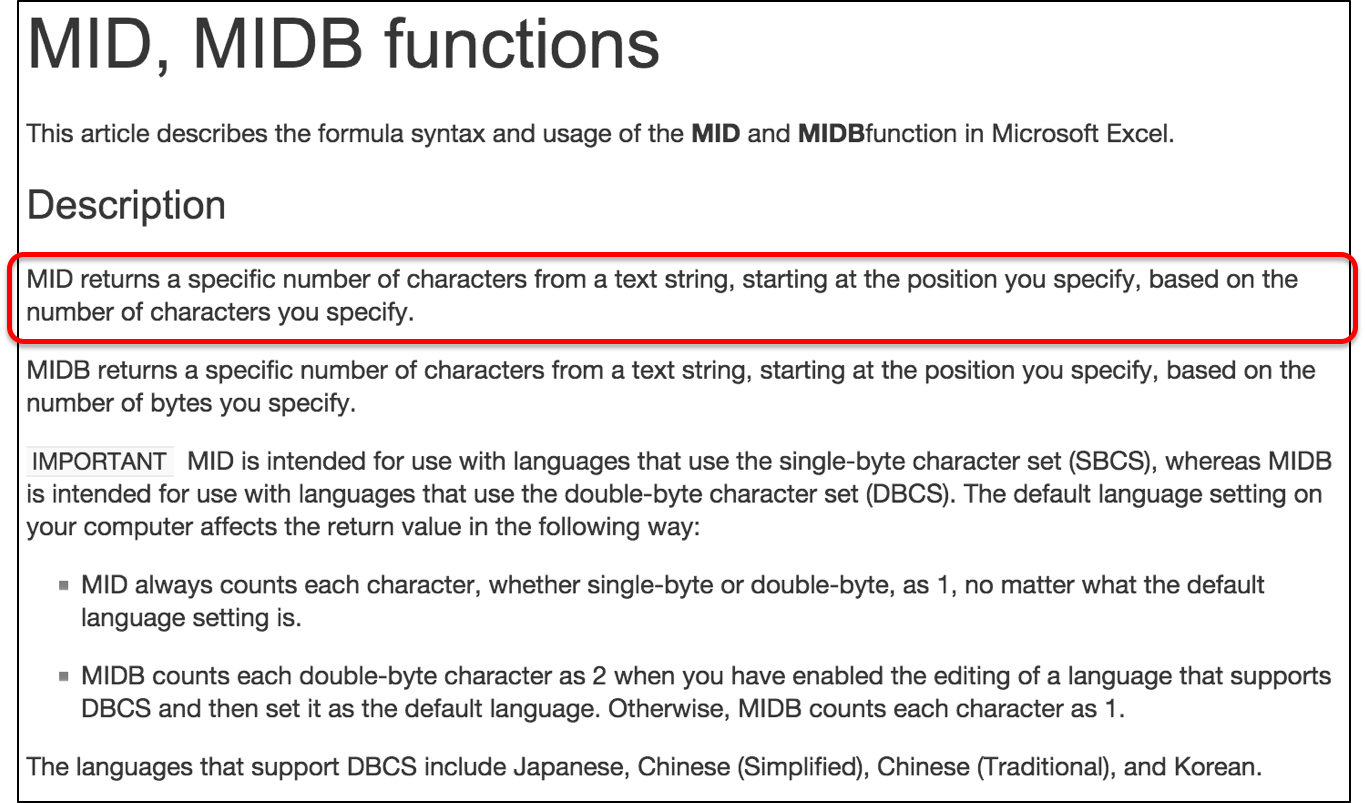 MID, MIDB functions
This article describes the formula syntax and usage of the MID and MIDBfunction in Microsoft Excel.
Description
MID returns a specific number of characters from a text string, starting at the position you specify, based on the
number of characters you specify.
MIDB returns a specific number of characters from a text string, starting at the position you specify, based on the
number of bytes you specify.
IMPORTANT MID is intended for use with languages that use the single-byte character set (SBCS), whereas MIDB
is intended for use with languages that use the double-byte character set (DBCS). The default language setting on
your computer affects the return value in the following way:
MID always counts each character, whether single-byte or double-byte, as 1, no matter what the default
language setting is.
MIDB counts each double-byte character as 2 when you have enabled the editing of a language that supports
DBCS and then set it as the default language. Otherwise, MIDB counts each character as 1.
The languages that support DBCS include Japanese, Chinese (Simplified), Chinese (Traditional), and Korean.